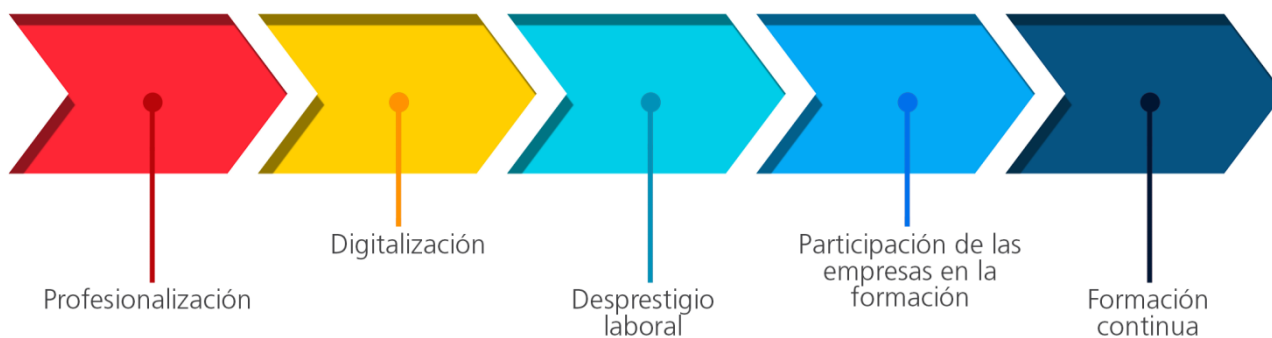 Profesionalización
Digitalización
Desprestigio
laboral
Participación de las
empresas en la
formación
Formación
continua